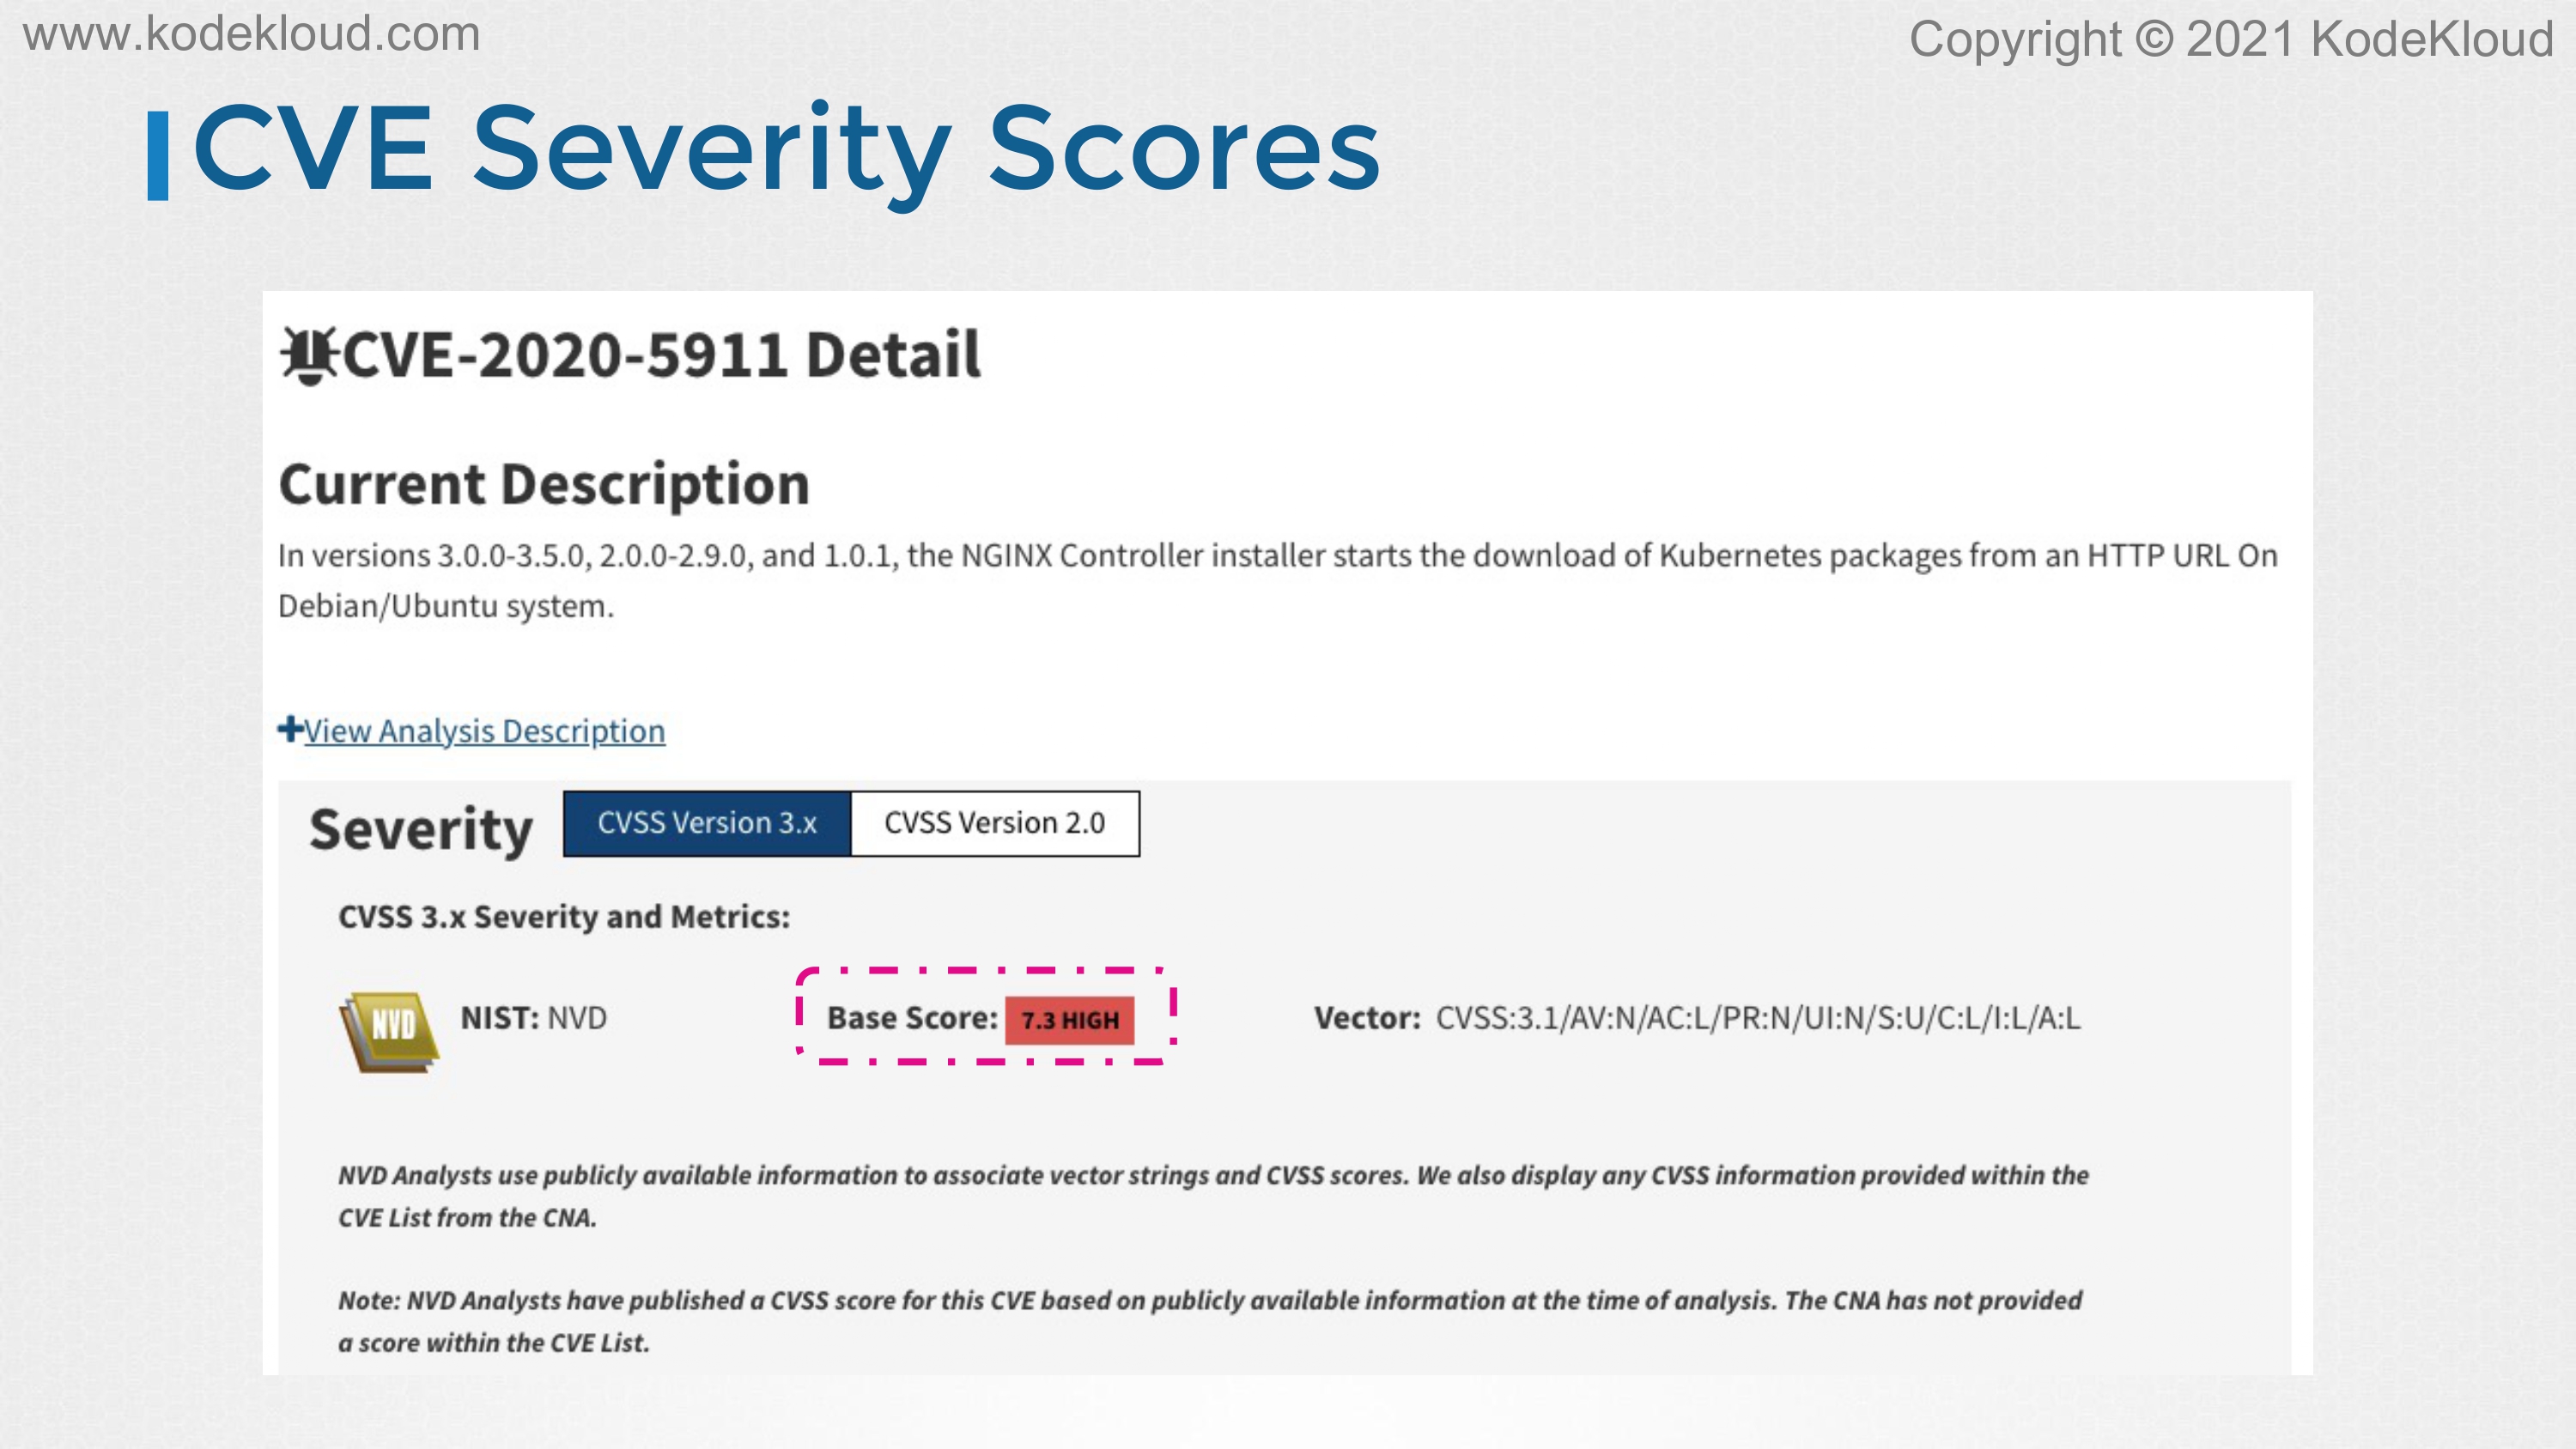 www.kodekloud.com
Copyright © 2021 KodeKloud
CVE Severity Scores
CVE-2020-5911 Detail
Current Description
In versions 3.0.0-3.5.0, 2.0.0-2.9.0, and 1.0.1, the NGINX Controller installer starts the download of Kubernetes packages from an HTTP URL On
Debian/Ubuntu system.
View Analysis Description
Severity CVSS Version 3.x CVSS Version 2.0
CVSS 3.x Severity and Metrics:
NVD NIST: NVD Base Score: 7.3 HIGH Vector: CVSS:3.1/AV:N/AC:L/PR:N/UI:N/S:U/C:L/I:L/A:L
NVD Analysts use publicly available information to associate vector strings and CVSS scores. We also display any CVSS information provided within the
CVE List from the CNA.
Note: NVD Analysts have published a CVSS score for this CVE based on publicly available information at the time of analysis. The CNA has not provided
a score within the CVE List.